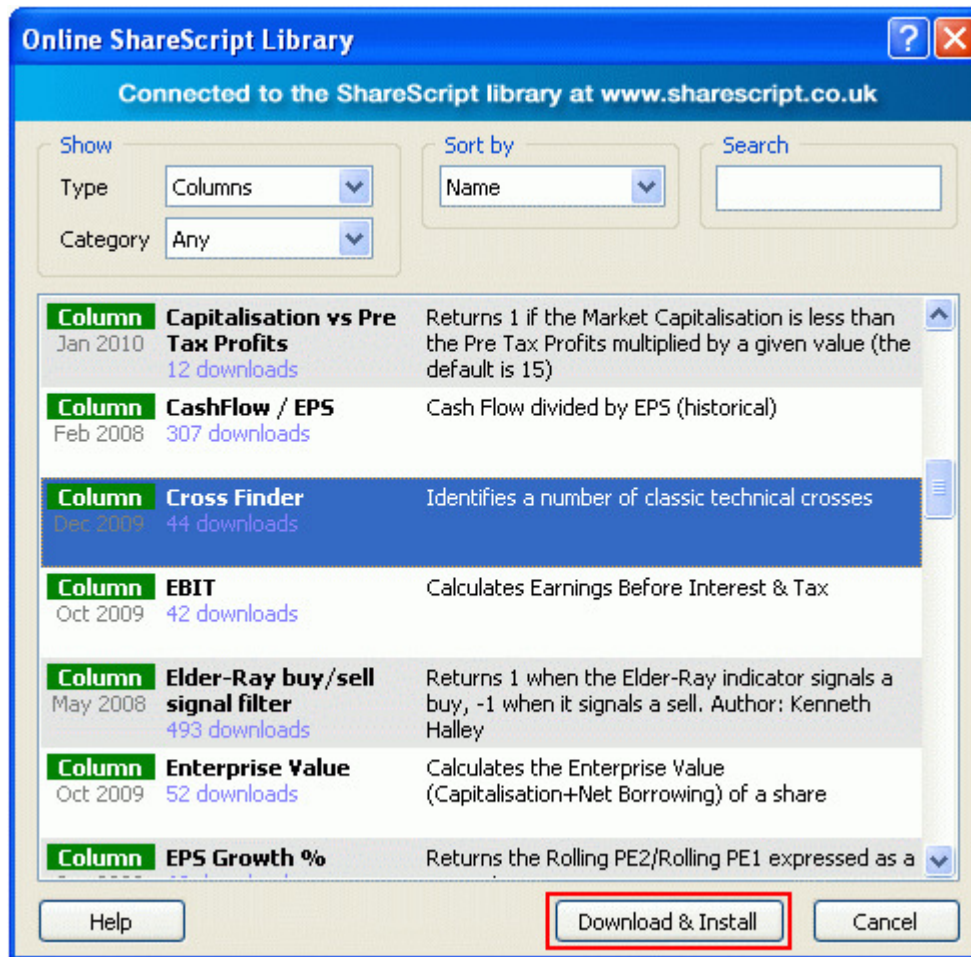 Online ShareScript Library
Connected to the ShareScript library at www.sharescript.co.uk
Show
Type
Columns
Category
Any
Sort by
Name
Search
Column
Jan 2010
Capitalisation vs Pre
Tax Profits
12 downloads
Returns 1 if the Market Capitalisation is less than
the Pre Tax Profits multiplied by a given value (the
default is 15)
Column
Feb 2008
CashFlow / EPS
307 downloads
Cash Flow divided by EPS (historical)
Column
Dec 2009
Cross Finder
44 downloads
Identifies a number of classic technical crosses
Column
Oct 2009
EBIT
42 downloads
Calculates Earnings Before Interest & Tax
Column
May 2008
Elder-Ray buy/sell
signal filter
493 downloads
Returns 1 when the Elder-Ray indicator signals a
buy, -1 when it signals a sell. Author: Kenneth
Halley
Column
Oct 2009
Enterprise Value
52 downloads
Calculates the Enterprise Value
(Capitalisation+Net Borrowing) of a share
Column
EPS Growth %
Returns the Rolling PE2/Rolling PE1 expressed as a
Help
Download & Install
Cancel